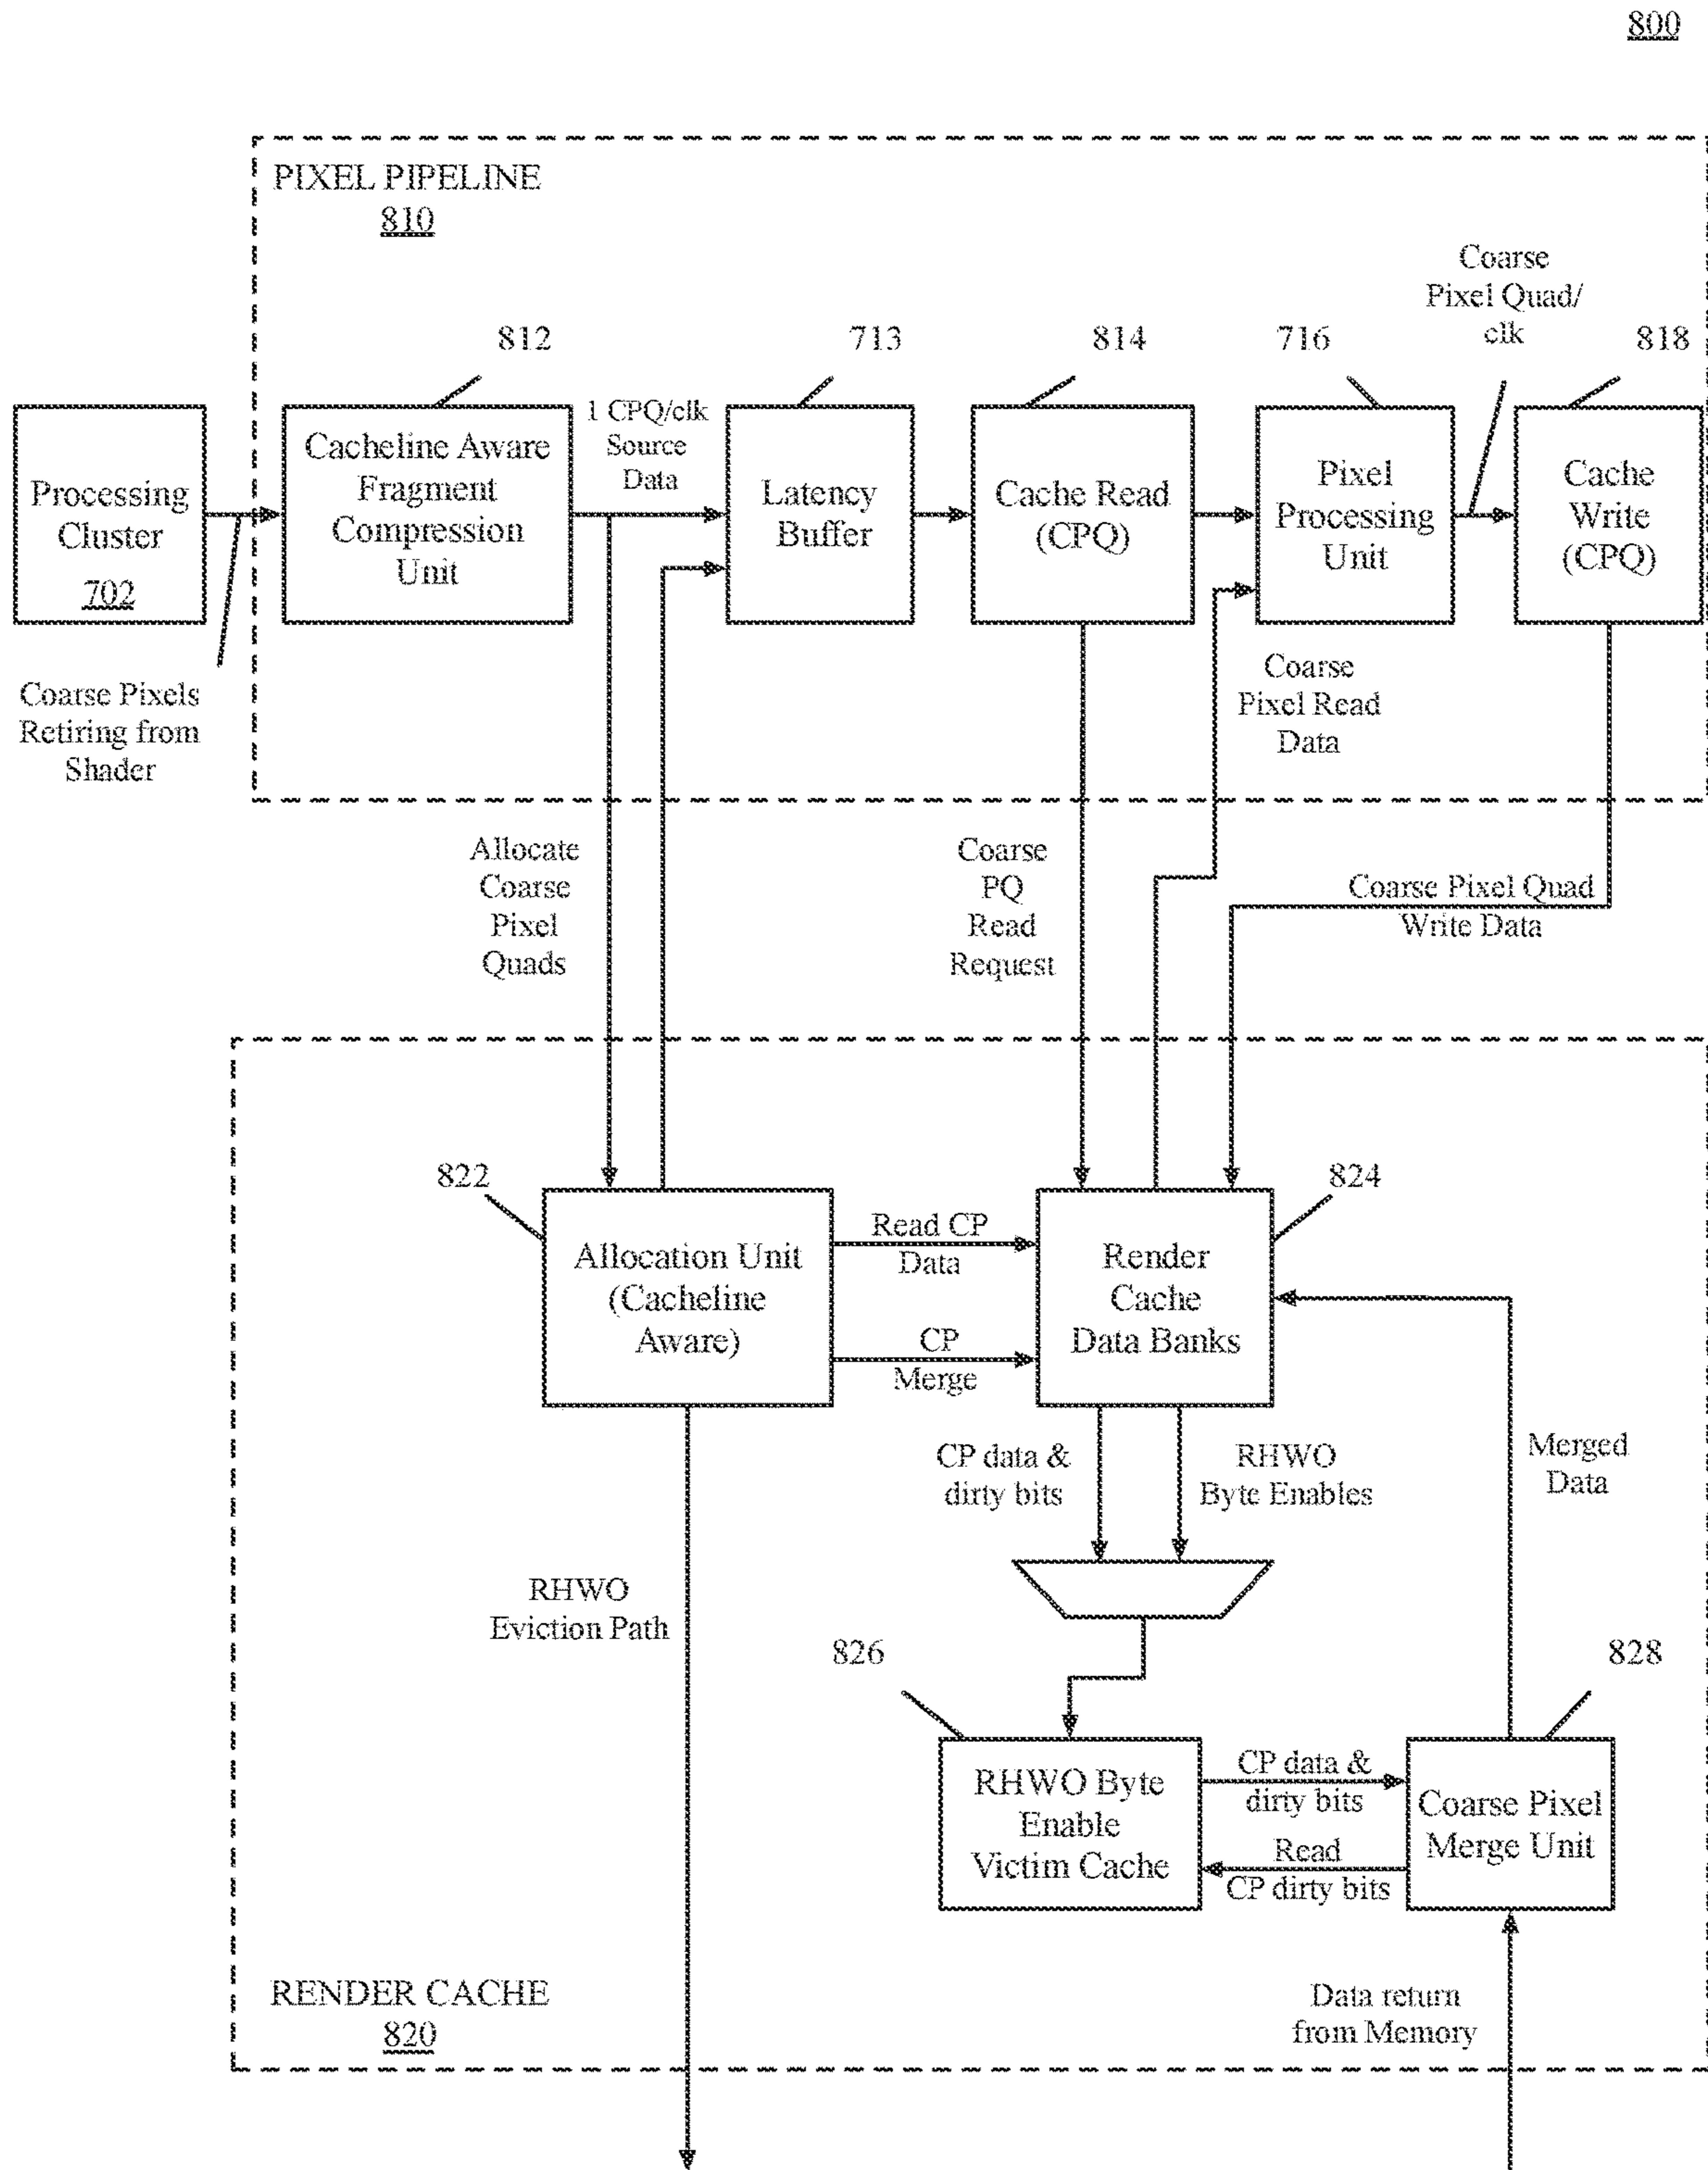 800
PIXEL PIPELINE
810
Coarse
Pixel Quad/
clk
812
713
814
716
818
Processing
Cluster
702
Cacheline Aware
Fragment
Compression
Unit
1 CPQ/clk
Source
Data
Latency
Buffer
Cache Read
(CPQ)
Pixel
Processing
Unit
Cache
Write
(CPQ)
Coarse Pixels
Retiring from
Shader
Coarse
Pixel Read
Data
Allocate
Coarse
Pixel
Quads
Coarse
PQ
Read
Request
Coarse Pixel Quad
Write Data
822
824
Allocation Unit
(Cacheline
Aware)
Read CP
Data
CP
Merge
Render
Cache
Data Banks
CP data &
dirty bits
RHWO
Byte Enables
Merged
Data
RHWO
Eviction Path
826
828
RHWO Byte
Enable
Victim Cache
CP data &
dirty bits
Read
CP dirty bits
Coarse Pixel
Merge Unit
RENDER CACHE
820
Data return
from Memory